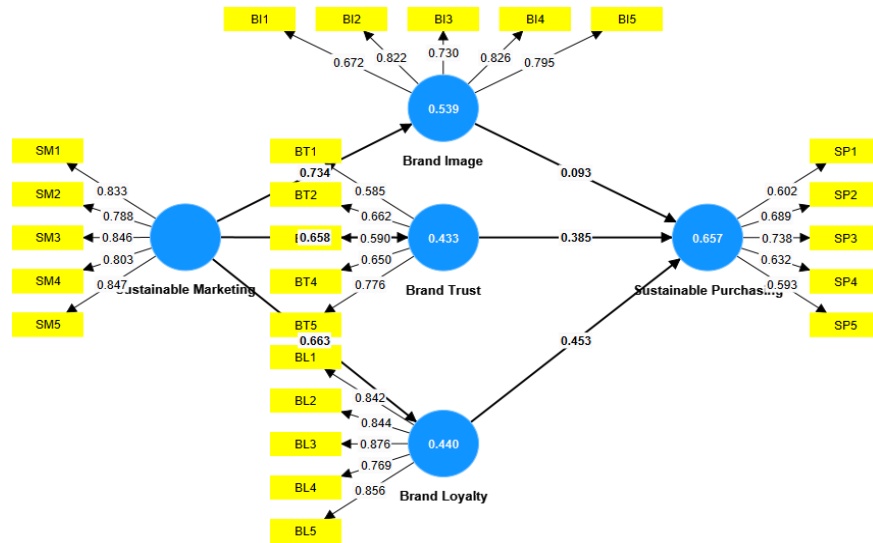 BI1 BI2 BI3 BI4 BI5
0.672 0.822 0.730 0.826 0.795
0.539
Brand Image
SM1
SM2
SM3
SM4
SM5
0.833
0.788
0.846
0.803
0.847
Sustainable Marketing
0.734
0.658
0.663
BT1
BT2
BT4
BT5
0.585
0.662
0.590
0.650
0.776
0.433
Brand Trust
BL1
BL2
BL3
BL4
BL5
0.842
0.844
0.876
0.769
0.856
0.440
Brand Loyalty
0.093
0.385
0.453
0.657
Sustainable Purchasing
0.602
0.689
0.738
0.632
0.593
SP1
SP2
SP3
SP4
SP5